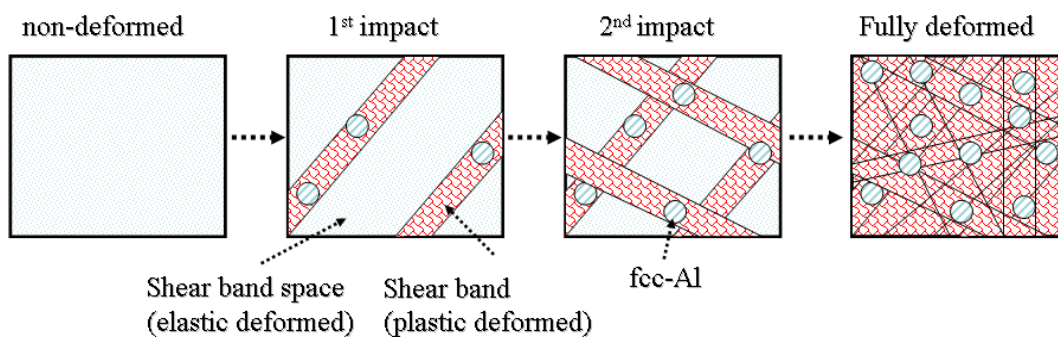 non-deformed
1st impact
2nd impact
Fully deformed
Shear band space
(elastic deformed)
Shear band
(plastic deformed)
fcc-Al